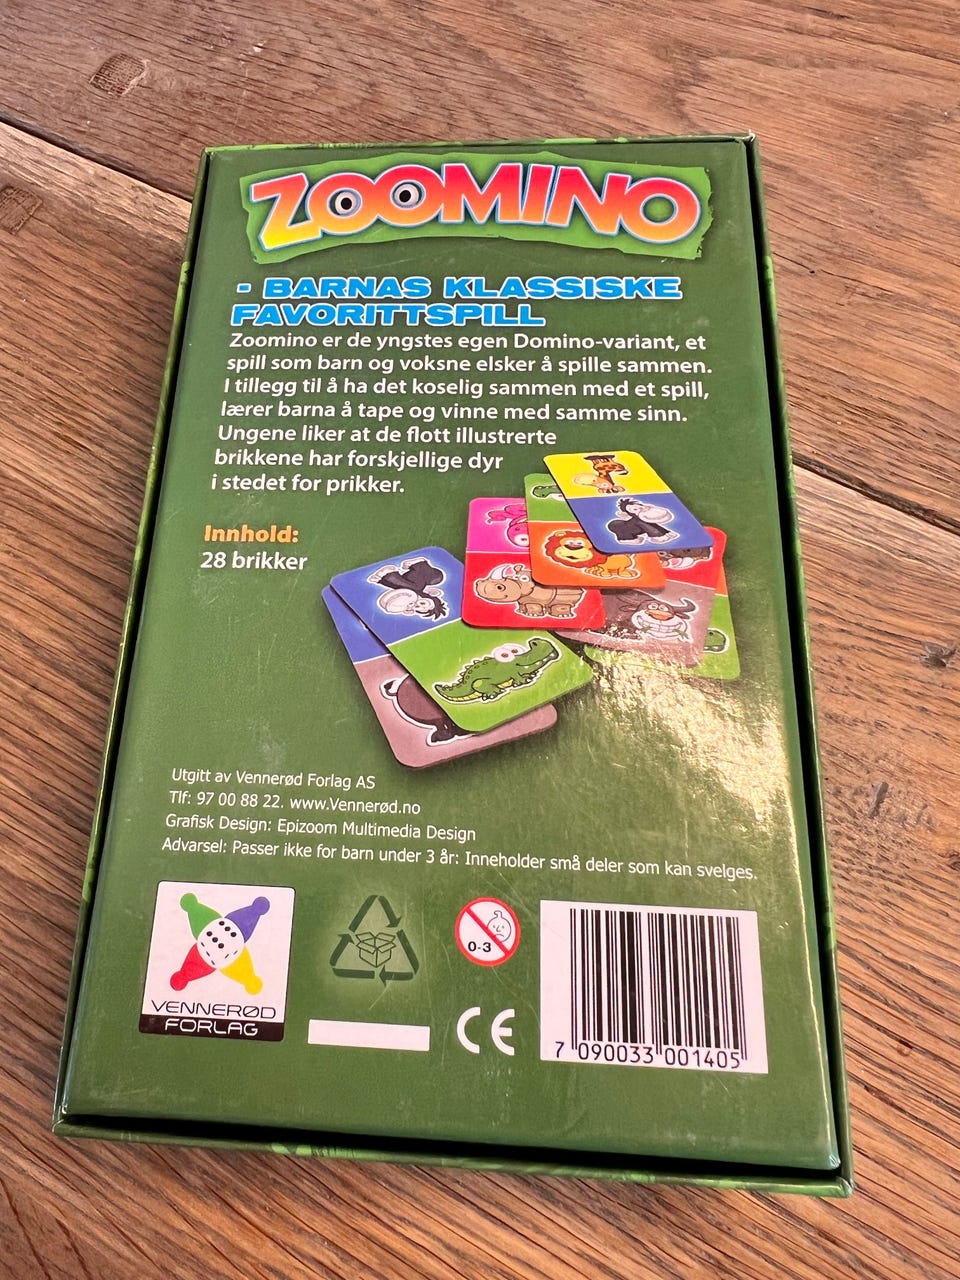 ZOOMINO
- BARNAS KLASSISKE
FAVORITTSPILL
Zoomino er de yngstes egen Domino-variant, et
spill som barn og voksne elsker å spille sammen.
I tillegg til å ha det koselig sammen med et spill,
lærer barna å tape og vinne med samme sinn.
Ungene liker at de flott illustrerte
brikkene har forskjellige dyr
i stedet for prikker.
Innhold:
28 brikker
Utgitt av Vennerød Forlag AS
Tlf: 97 00 88 22. www.Vennerød.no
Grafisk Design: Epizoom Multimedia Design
Advarsel: Passer ikke for barn under 3 år: Inneholder små deler som kan svelges.
VENNERØD
FORLAG
0-3
CE
7 090033 001405